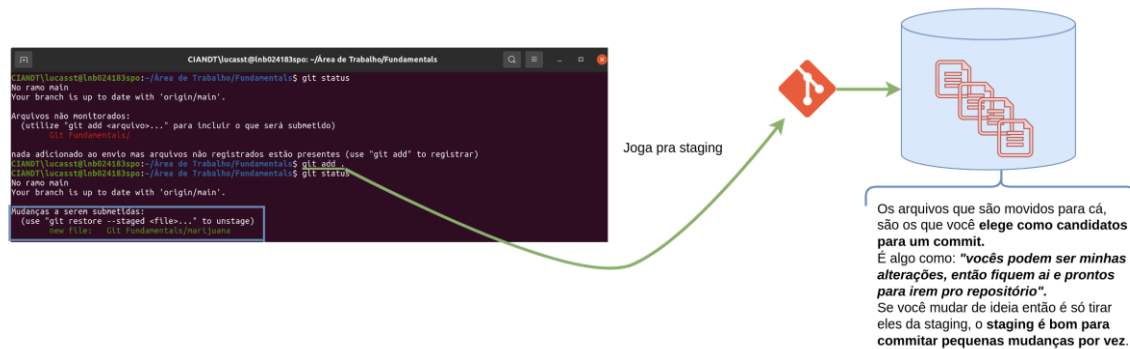 CIANDT\lucasst@lnb024183spo: ~/Área de Trabalho/Fundamentals
CIANDT\lucasst@lnb024183spo:~/Área de Trabalho/Fundamentals$ git status
No ramo main
Your branch is up to date with 'origin/main'.
Arquivos não monitorados:
(utilize "git add <arquivo>..." para incluir o que será submetido)
Git Fundamentals/
nada adicionado ao envio mas arquivos não registrados estão presentes (use "git add" to registrar)
CIANDT\lucasst@lnb024183spo:~/Área de Trabalho/Fundamentals$ git add .
CIANDT\lucasst@lnb024183spo:~/Área de Trabalho/Fundamentals$ git status
No ramo main
Your branch is up to date with 'origin/main'.
Mudanças a serem submetidas:
(use "git restore --staged <file>..." to unstage)
new file: Git Fundamentals/marijuana
Joga pra staging
Os arquivos que são movidos para cá,
são os que você elege como candidatos
para um commit.
É algo como: "vocês podem ser minhas
alterações, então fiquem ai e prontos
para irem pro repositório".
Se você mudar de ideia então é só tirar
eles da staging, o staging é bom para
commitar pequenas mudanças por vez.